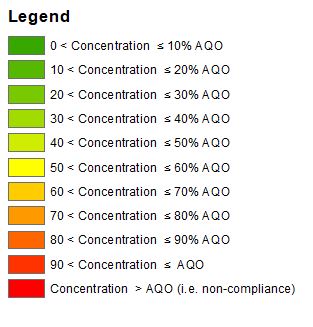 Legend
0 < Concentration ≤ 10% AQO
10 < Concentration ≤ 20% AQO
20 < Concentration ≤ 30% AQO
30 < Concentration ≤ 40% AQO
40 < Concentration ≤ 50% AQO
50 < Concentration ≤ 60% AQO
60 < Concentration ≤ 70% AQO
70 < Concentration ≤ 80% AQO
80 < Concentration ≤ 90% AQO
90 < Concentration ≤ AQO
Concentration > AQO (i.e. non-compliance)